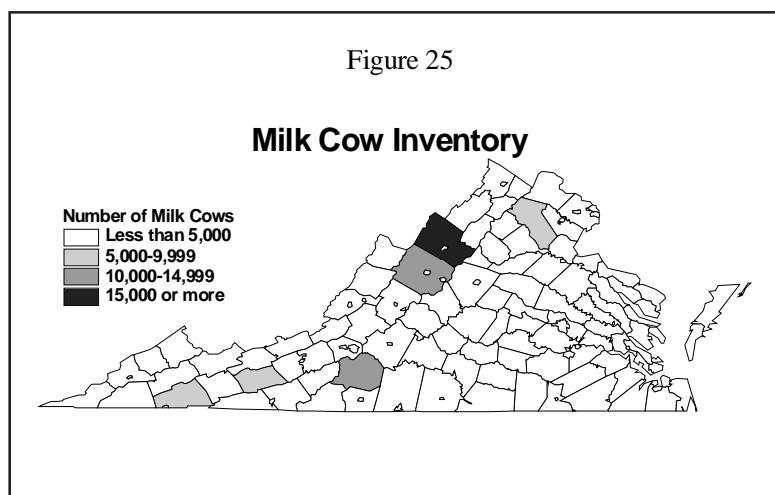 Figure 25
Milk Cow Inventory
Number of Milk Cows
Less than 5,000
5,000-9,999
10,000-14,999
15,000 or more